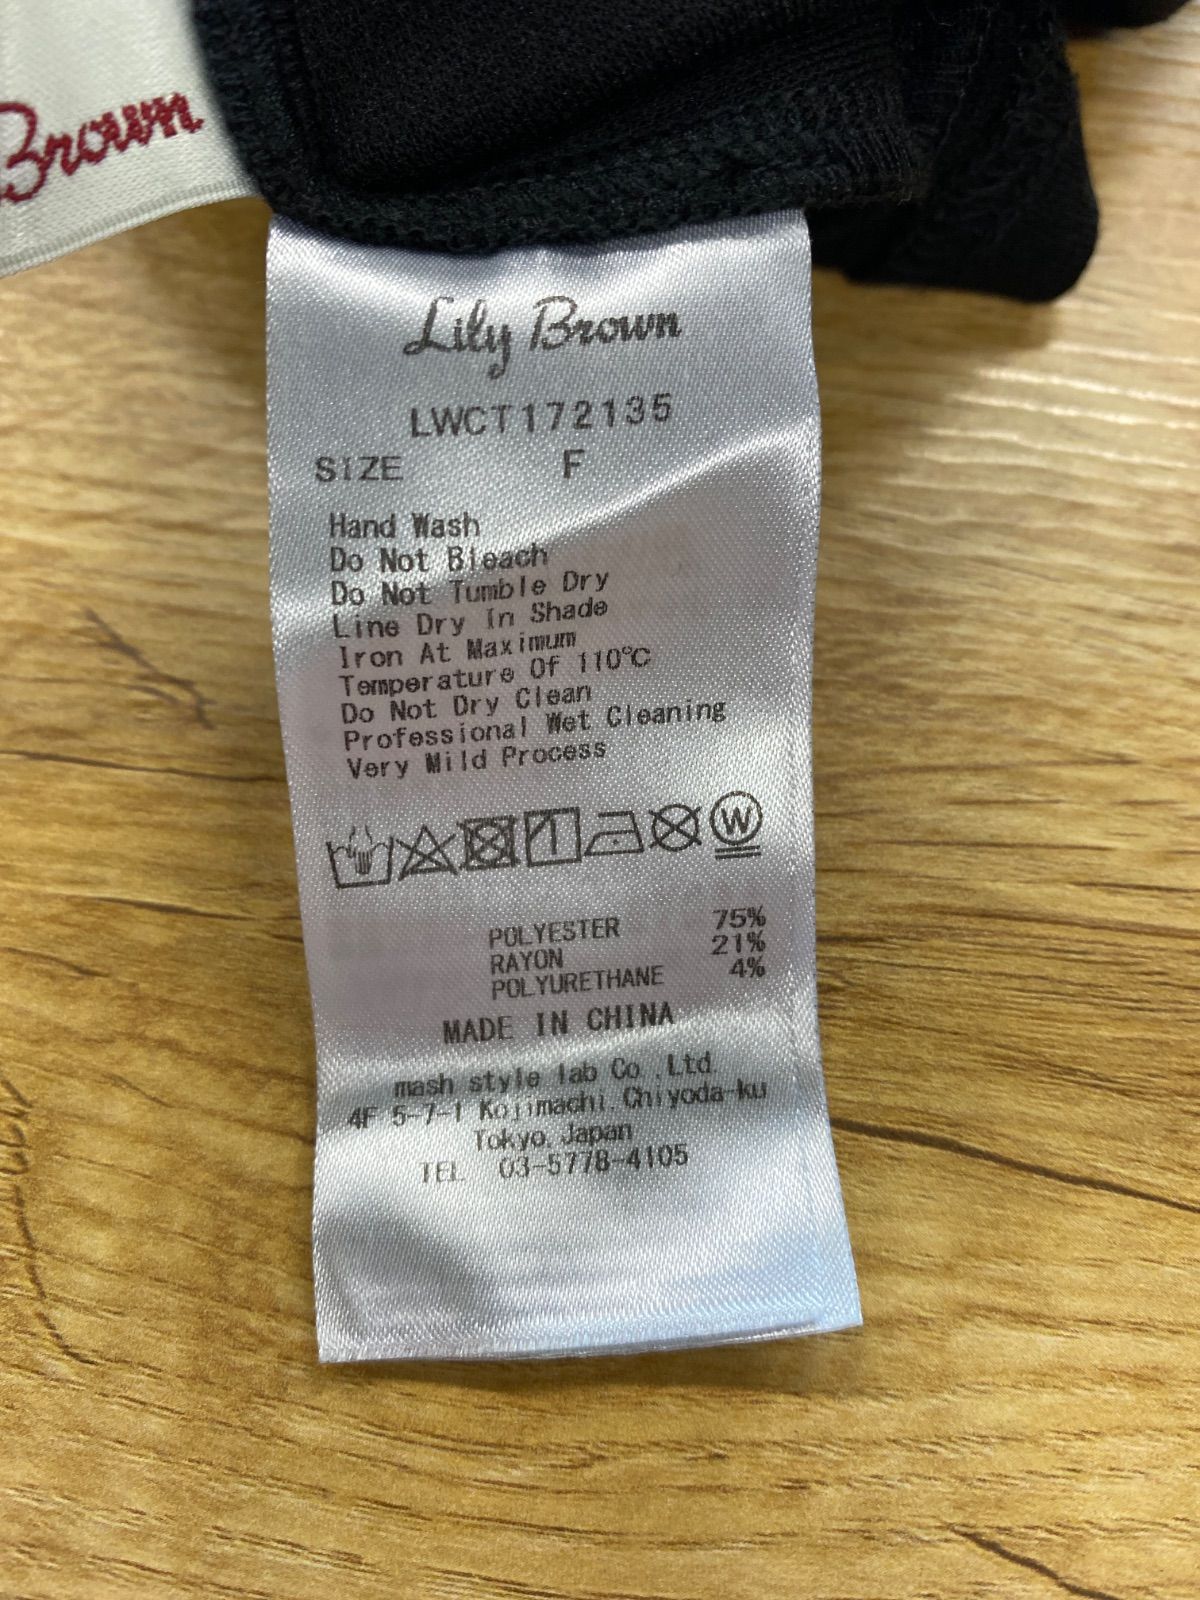 Brown
Lily Brown
LWCT172135
SIZE F
Hand Wash
Do Not Bleach
Do Not Tumble Dry
Line Dry In Shade
Iron At Maximum
Temperature Of 110℃
Do Not Dry Clean
Professional Wet Cleaning
Very Mild Process
W
POLYESTER 75%
RAYON 21%
POLYURETHANE 4%
MADE IN CHINA
mash style lab Co.,Ltd.
4F 5-7-1 Kojimachi,Chiyoda-ku
Tokyo,Japan
TEL 03-5778-4105